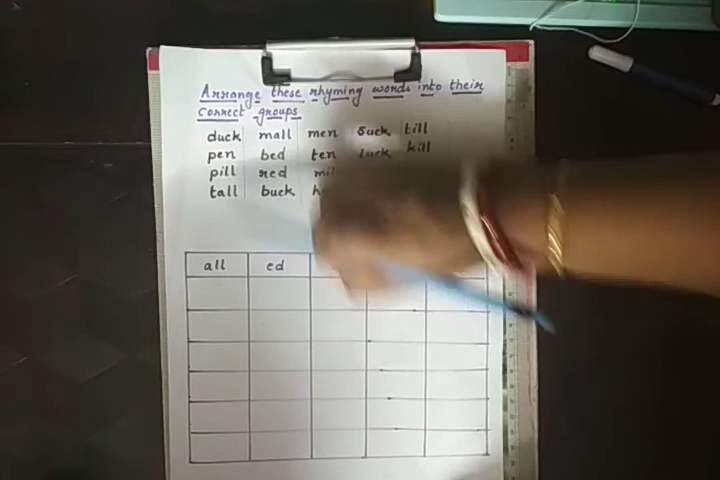 Arrange these rhyming words into their
correct groups
duck mall men suck till
pen bed ten luck kill
pill red
tall buck
all ed